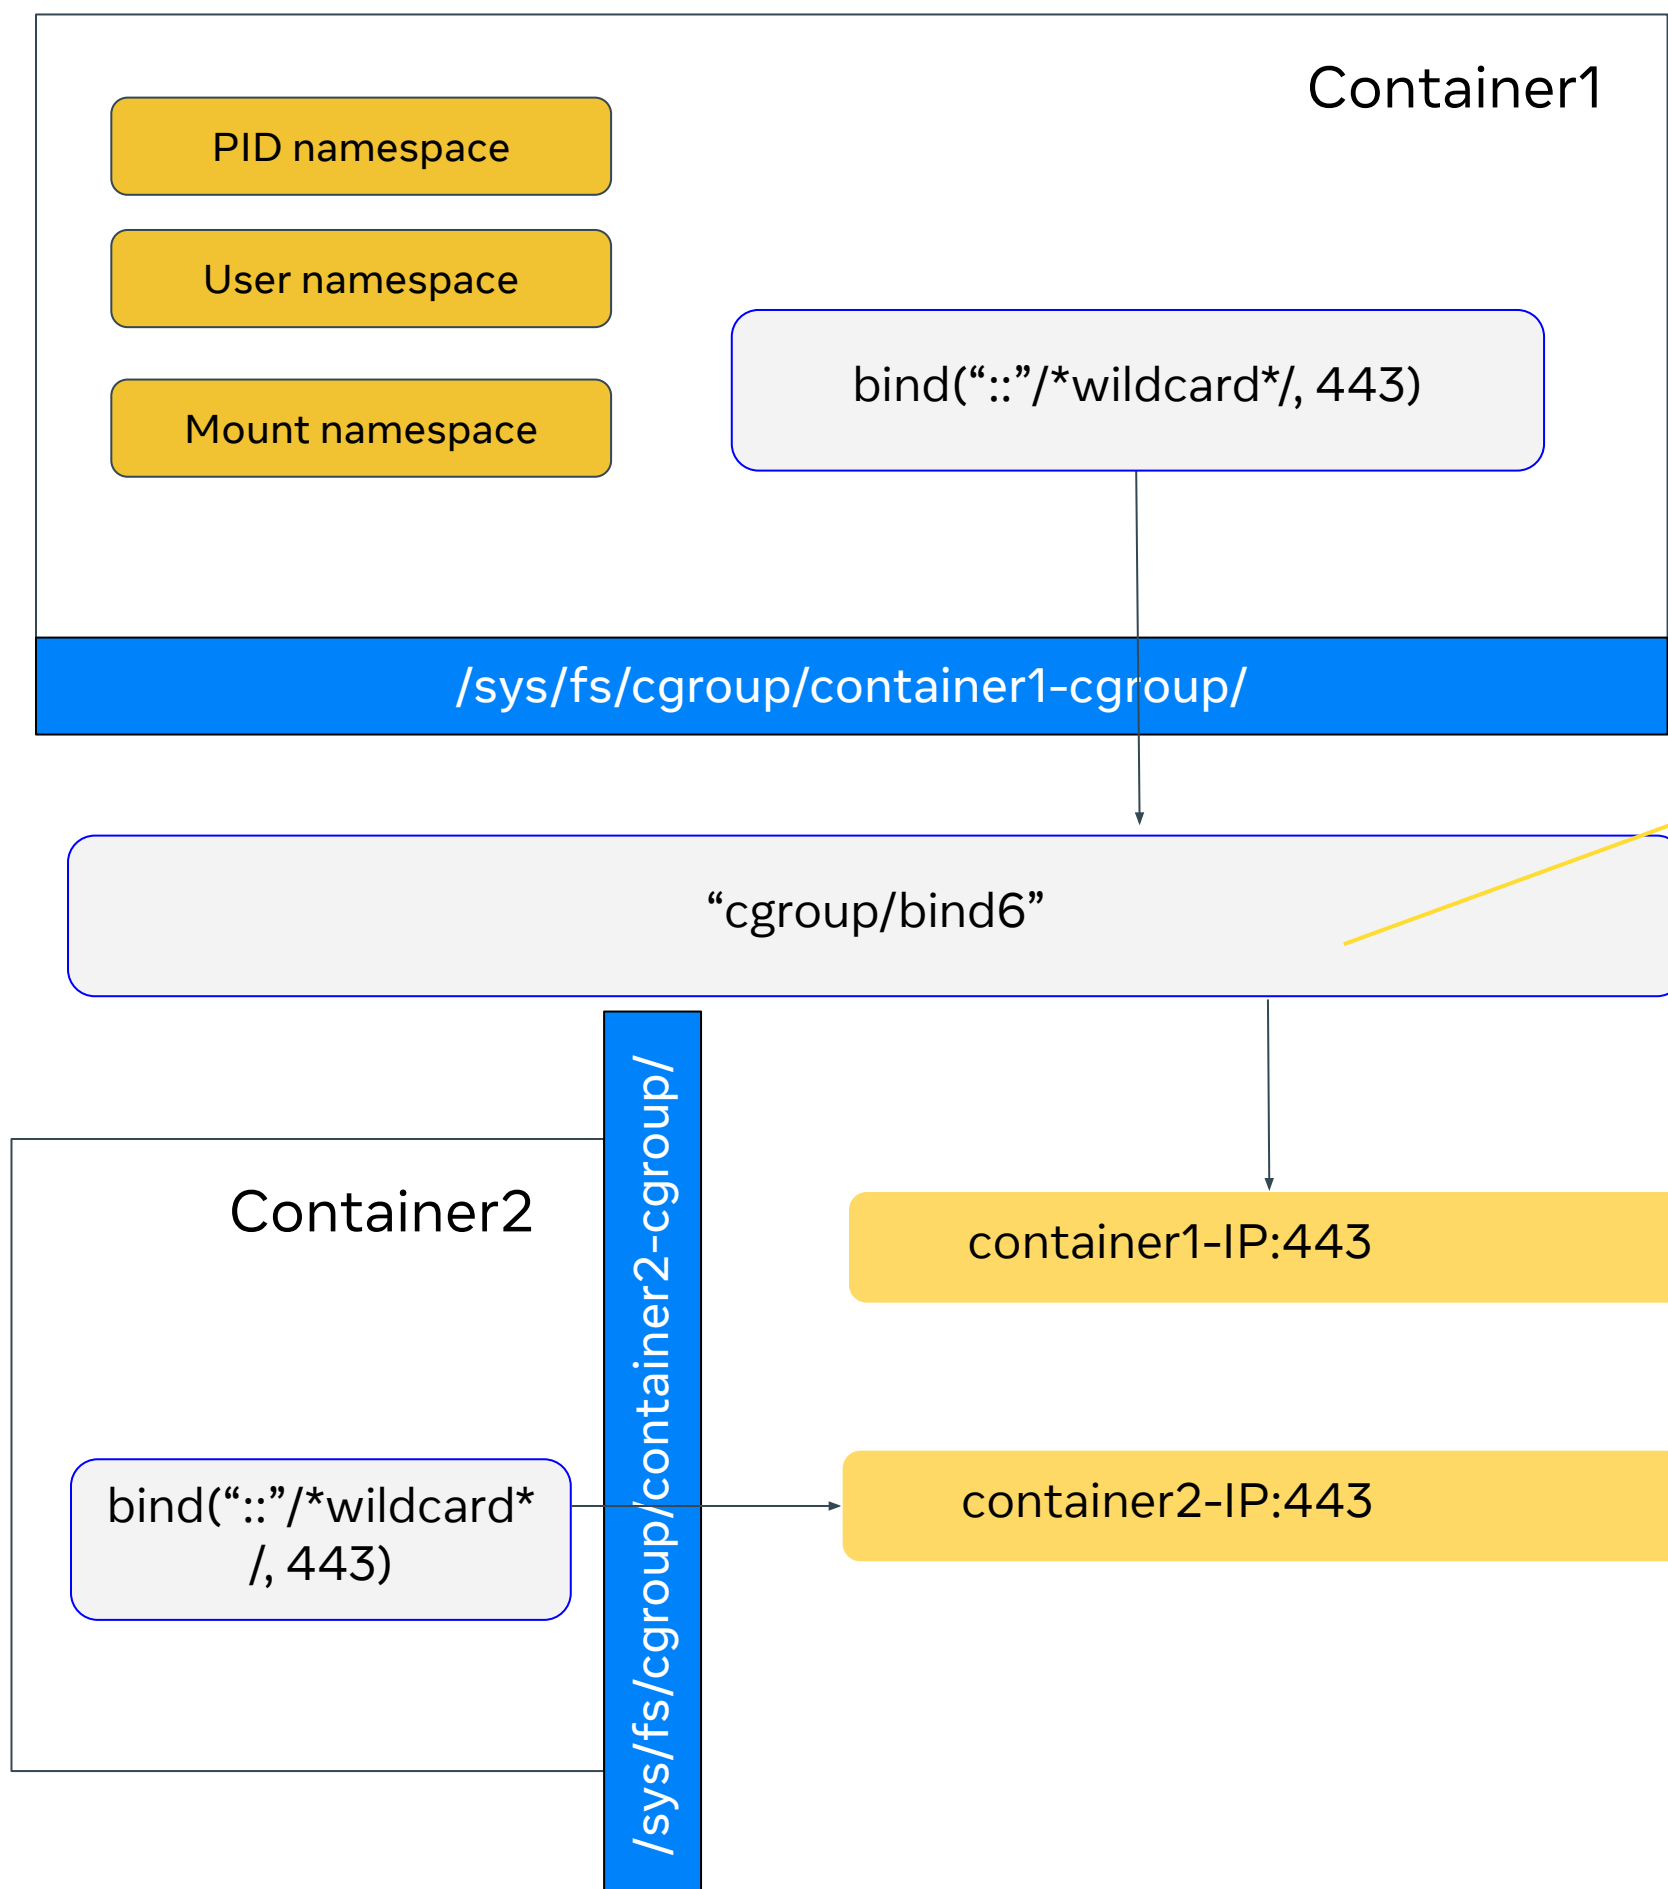 Container1
PID namespace
User namespace
Mount namespace
bind(“::”/*wildcard*/, 443)
/sys/fs/cgroup/container1-cgroup/
“cgroup/bind6”
/sys/fs/cgroup/container2-cgroup/
Container2
container1-IP:443
container2-IP:443
bind(“::”/*wildcard*
/, 443)